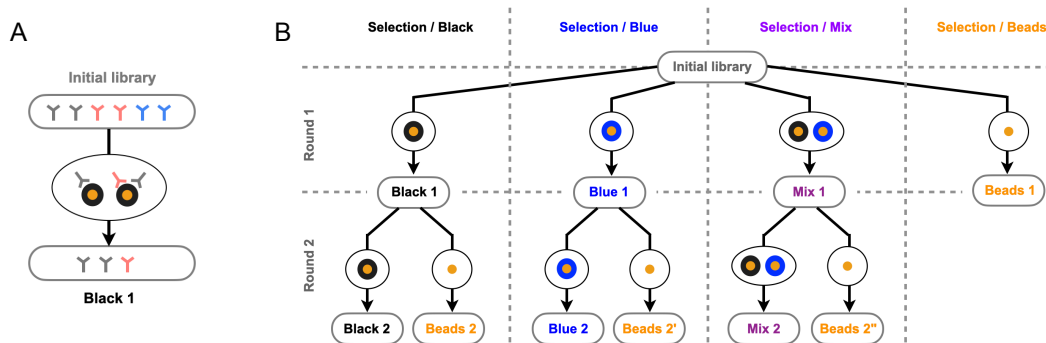 A
Initial library
Black 1
B
Selection / Black
Selection / Blue
Selection / Mix
Selection / Beads
Initial library
Round 1
Black 1
Blue 1
Mix 1
Beads 1
Round 2
Black 2
Beads 2
Blue 2
Beads 2'
Mix 2
Beads 2"